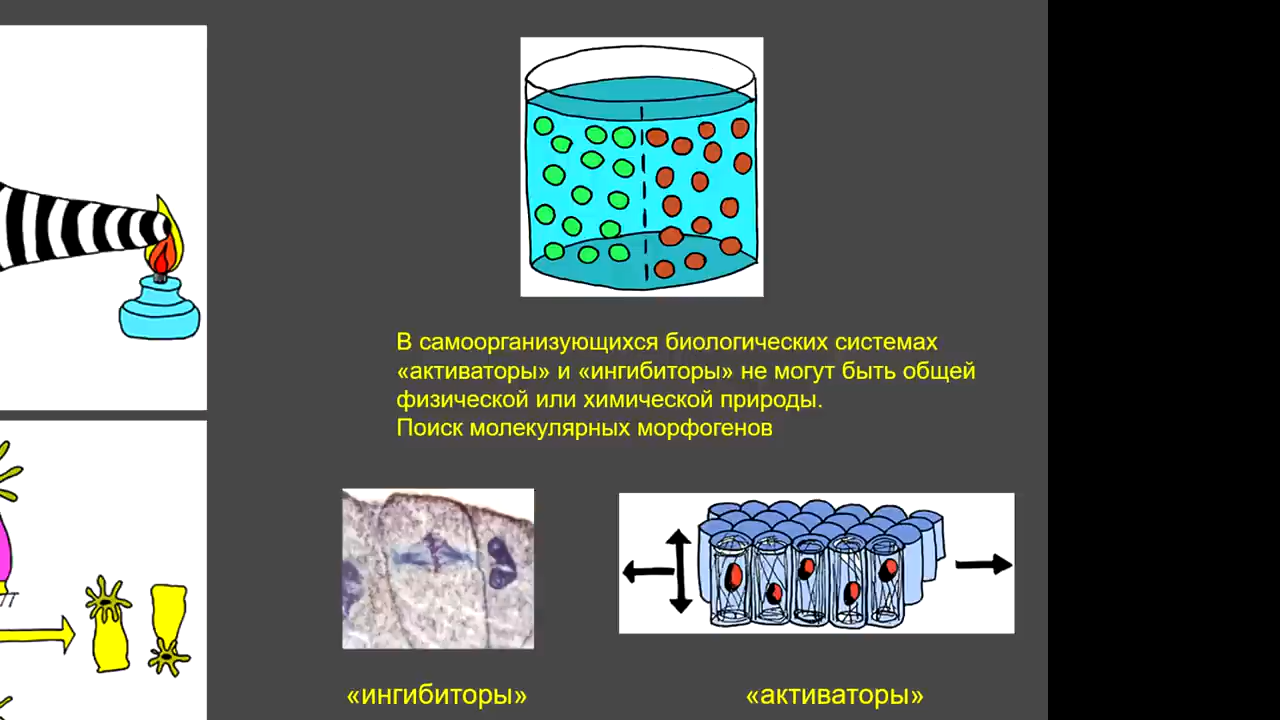 В самоорганизующихся биологических системах
«активаторы» и «ингибиторы» не могут быть общей
физической или химической природы.
Поиск молекулярных морфогенов
«ингибиторы» «активаторы»